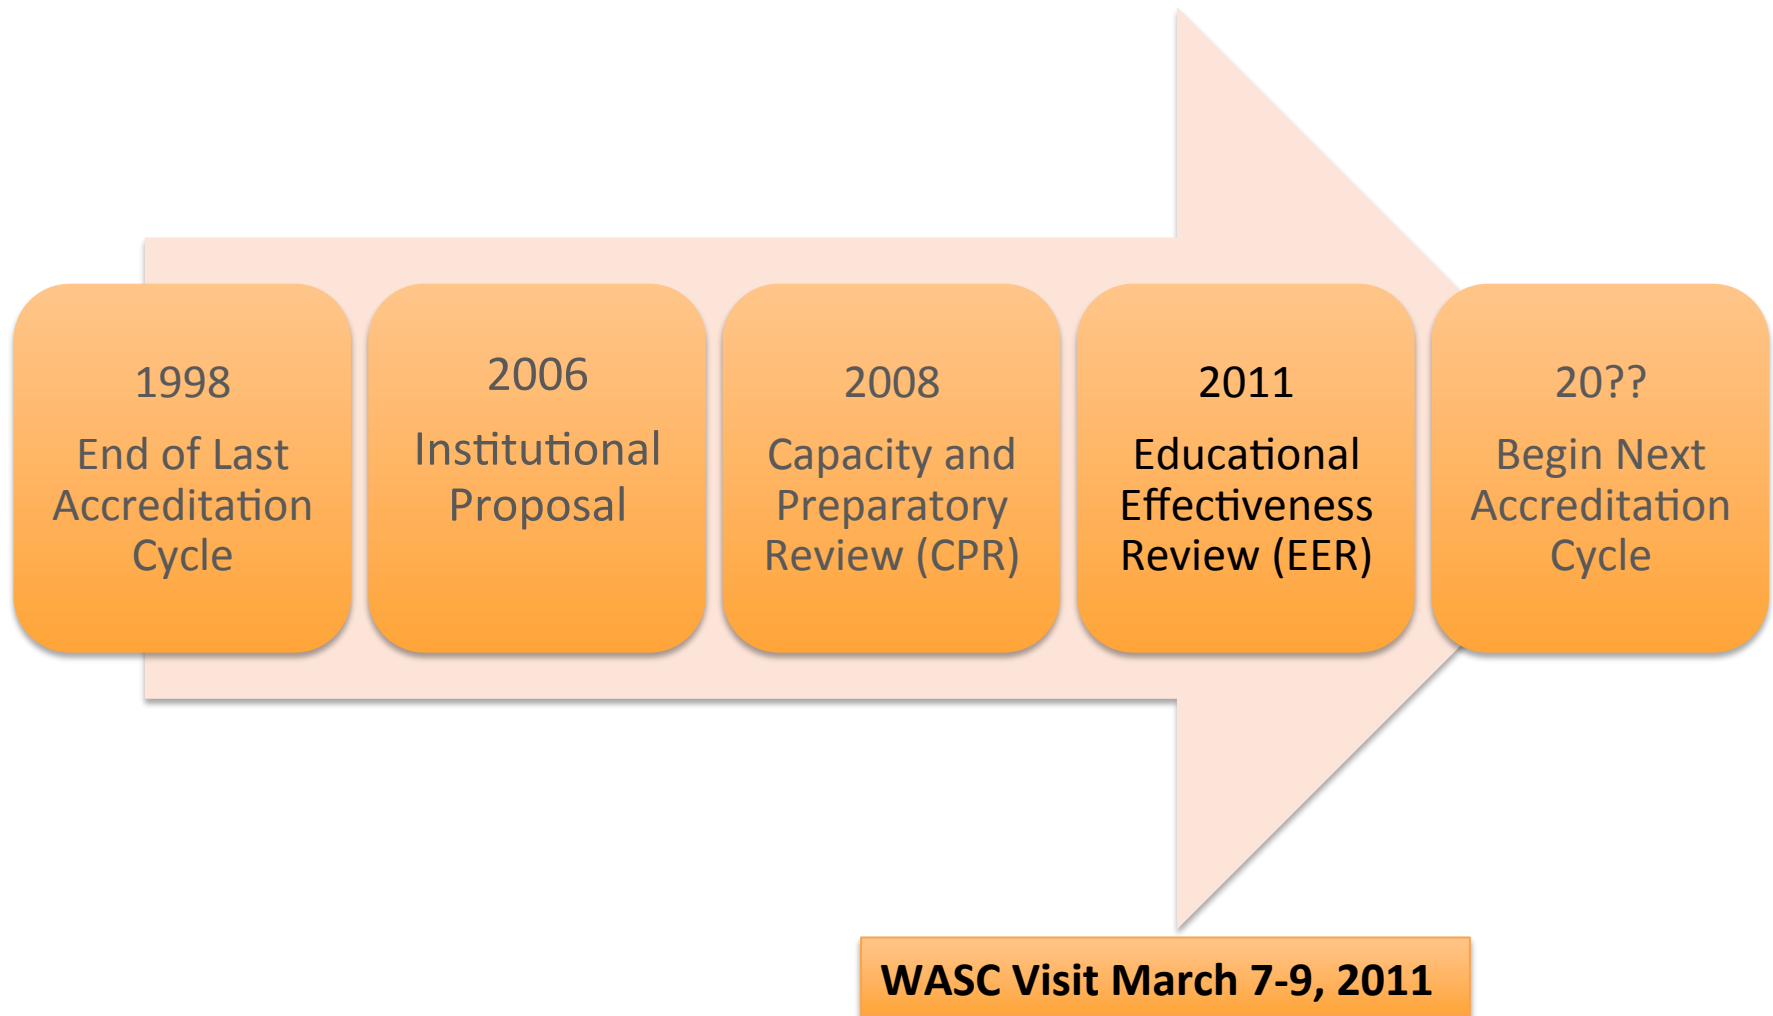 1998
End of Last
Accreditation
Cycle
2006
Institutional
Proposal
2008
Capacity and
Preparatory
Review (CPR)
2011
Educational
Effectiveness
Review (EER)
20??
Begin Next
Accreditation
Cycle
WASC Visit March 7-9, 2011